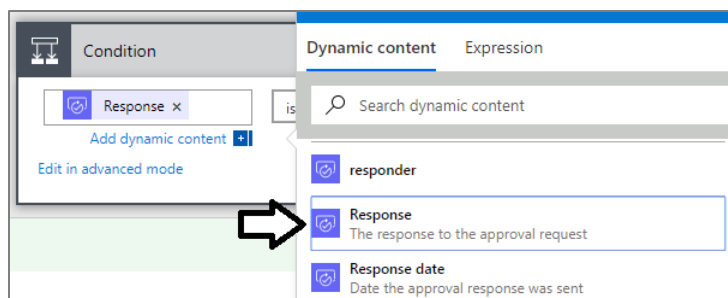 Condition
Response ×
is
Add dynamic content
Edit in advanced mode
Dynamic content Expression
Search dynamic content
responder
Response
The response to the approval request
Response date
Date the approval response was sent